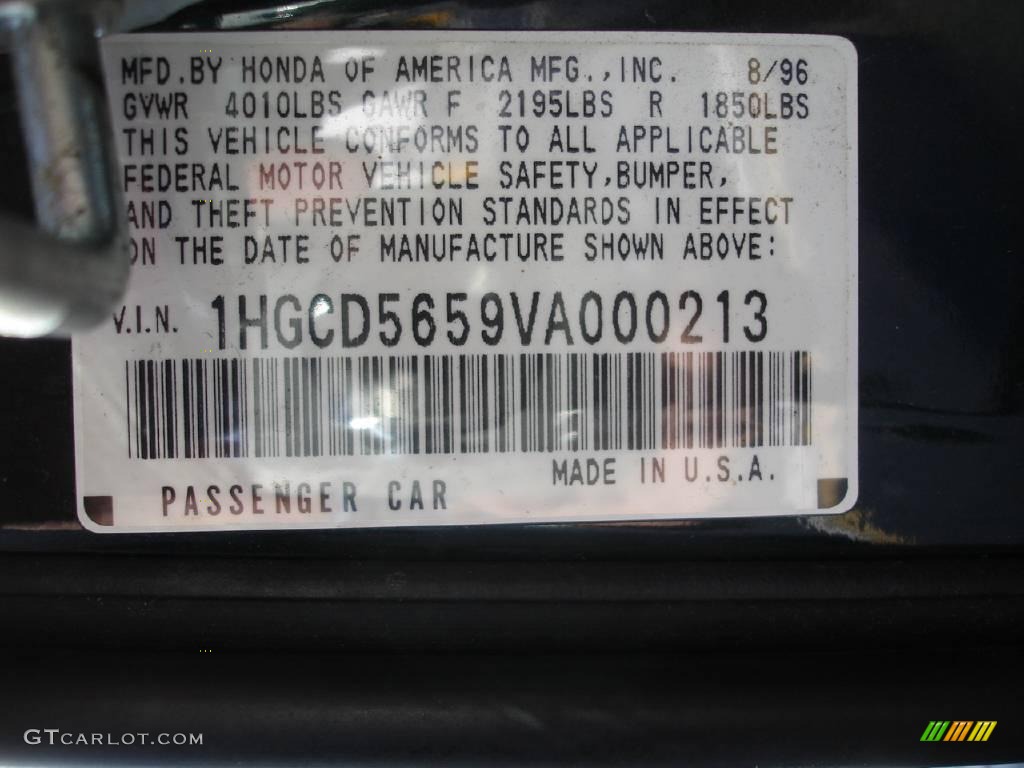 MFD.BY HONDA OF AMERICA MFG.,INC. 8/96
GVWR 4010LBS GAWR F 2195LBS R 1850LBS
THIS VEHICLE CONFORMS TO ALL APPLICABLE
FEDERAL MOTOR VEHICLE SAFETY,BUMPER,
AND THEFT PREVENTION STANDARDS IN EFFECT
ON THE DATE OF MANUFACTURE SHOWN ABOVE:
V.I.N. 1HGCD5659VA000213
MADE IN U.S.A.
PASSENGER CAR
GTCARLOT.COM